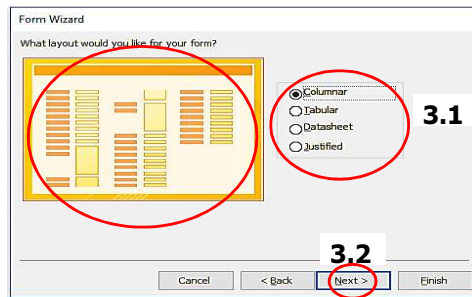 Form Wizard
What layout would you like for your form?
Columnar
Tabular
Datasheet
Justified
3.1
3.2
Cancel
< Back
Next >
Finish